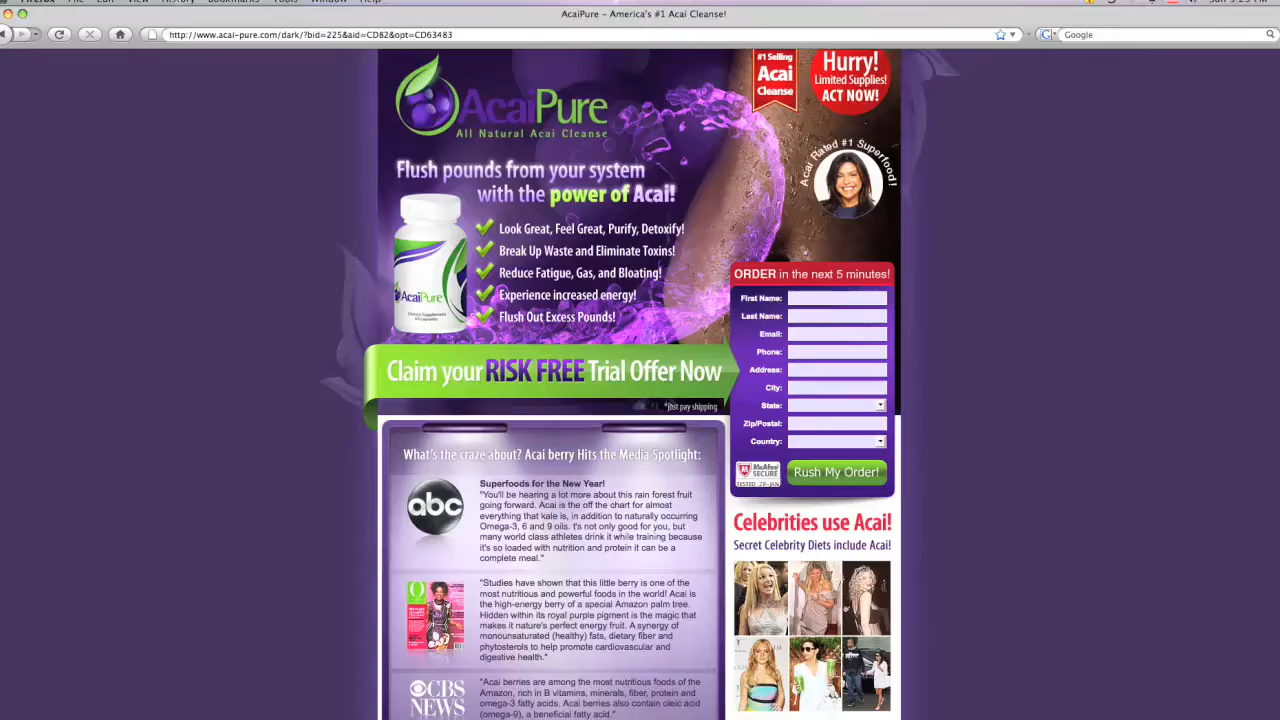 AcaiPure – America's #1 Acai Cleanse!
http://www.acai-pure.com/dark/?bid=225&aid=CD82&opt=CD63483
Google
#1 Selling
Acai
Cleanse
Hurry!
Limited Supplies!
ACT NOW!
AcaiPure
All Natural Acai Cleanse
Acai Rated #1 Superfood!
Flush pounds from your system
with the power of Acai!
Look Great, Feel Great, Purify, Detoxify!
Break Up Waste and Eliminate Toxins!
Reduce Fatigue, Gas, and Bloating!
Experience increased energy!
Flush Out Excess Pounds!
AcaiPure
Dietary Supplement
Claim your RISK FREE Trial Offer Now
*just pay shipping
ORDER in the next 5 minutes!
First Name:
Last Name:
Email:
Phone:
Address:
City:
State:
Zip/Postal:
Country:
McAfee
SECURE
TESTED 28-JAN
Rush My Order!
What's the craze about? Acai berry Hits the Media Spotlight:
abc
Superfoods for the New Year!
"You'll be hearing a lot more about this rain forest fruit
going forward. Acai is the off the chart for almost
everything that kale is, in addition to naturally occurring
Omega-3, 6 and 9 oils. t's not only good for you, but
many world class athletes drink it while training because
it's so loaded with nutrition and protein it can be a
complete meal."
O
"Studies have shown that this little berry is one of the
most nutritious and powerful foods in the world! Acai is
the high-energy berry of a special Amazon palm tree.
Hidden within its royal purple pigment is the magic that
makes it nature's perfect energy fruit. A synergy of
monounsaturated (healthy) fats, dietary fiber and
phytosterols to help promote cardiovascular and
digestive health."
CBS
NEWS
"Acai berries are among the most nutritious foods of the
Amazon, rich in B vitamins, minerals, fiber, protein and
omega-3 fatty acids. Acai berries also contain oleic acid
(omega-9), a beneficial fatty acid."
Celebrities use Acai!
Secret Celebrity Diets include Acai!